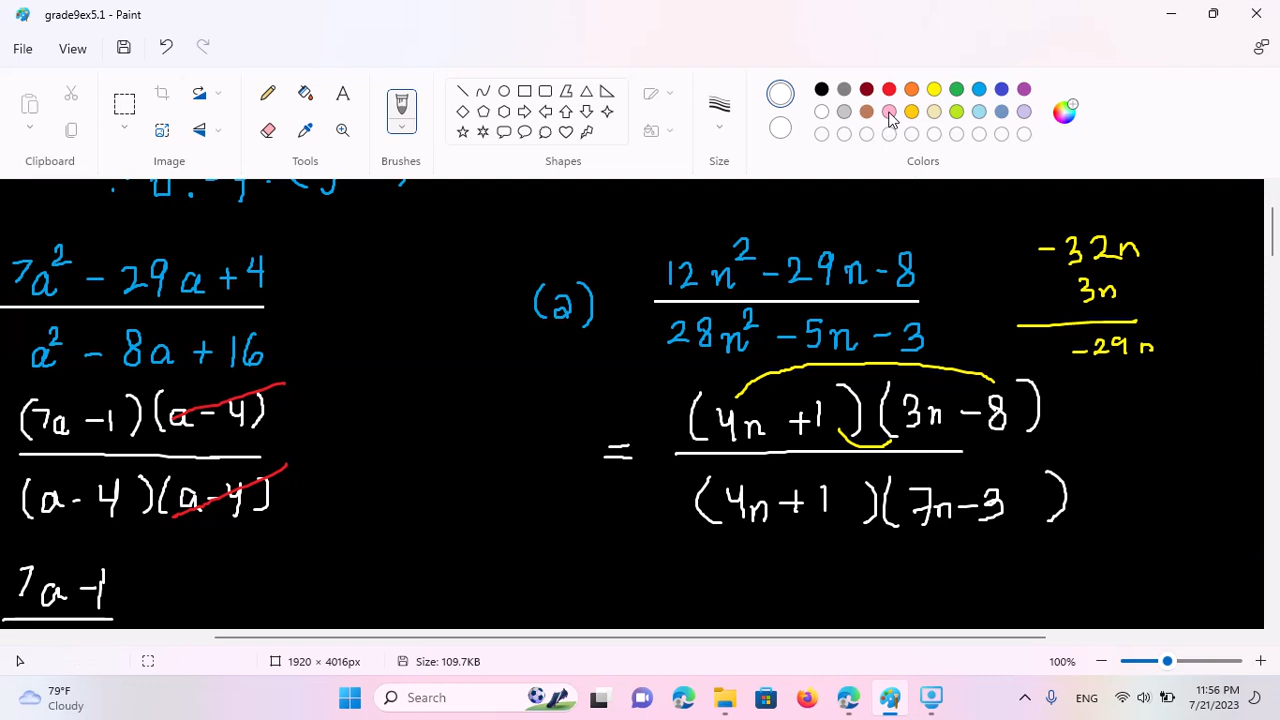 grade9ex5.1 - Paint
File View
Clipboard Image Tools Brushes Shapes Size Colors
7a² - 29a + 4
a² - 8a + 16
(7a - 1)(a - 4)
(a - 4)(a - 4)
7a - 1
(2) 12n² - 29n - 8
28n² - 5n - 3
-32n
3n
-29n
= (4n + 1)(3n - 8)
(4n + 1)(7n - 3)
1920 × 4016px Size: 109.7KB 100%
79°F
Cloudy
Search
ENG
11:56 PM
7/21/2023